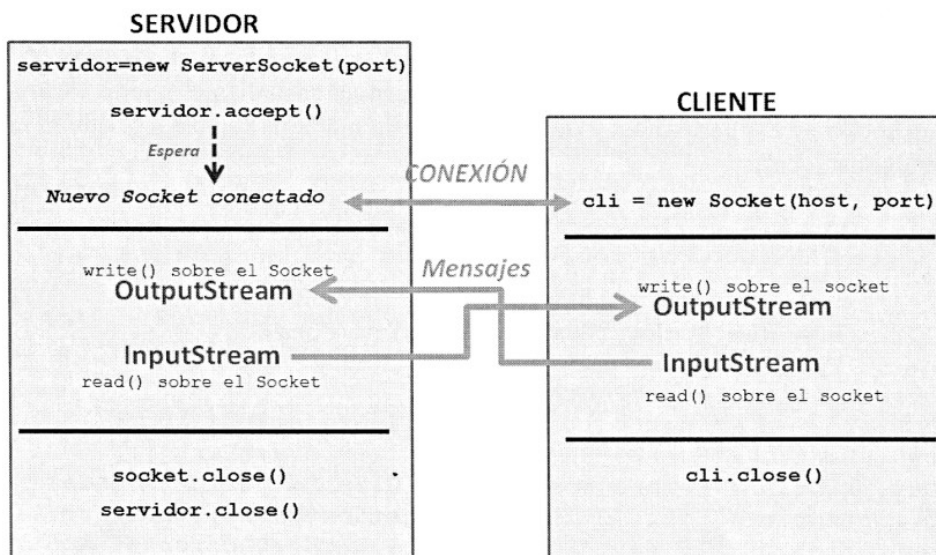 SERVIDOR
servidor=new ServerSocket(port)
servidor.accept()
Espera
Nuevo Socket conectado
write() sobre el Socket
OutputStream
InputStream
read() sobre el Socket
socket.close()
servidor.close()
CONEXIÓN
Mensajes
CLIENTE
cli = new Socket(host, port)
write() sobre el socket
OutputStream
InputStream
read() sobre el socket
cli.close()